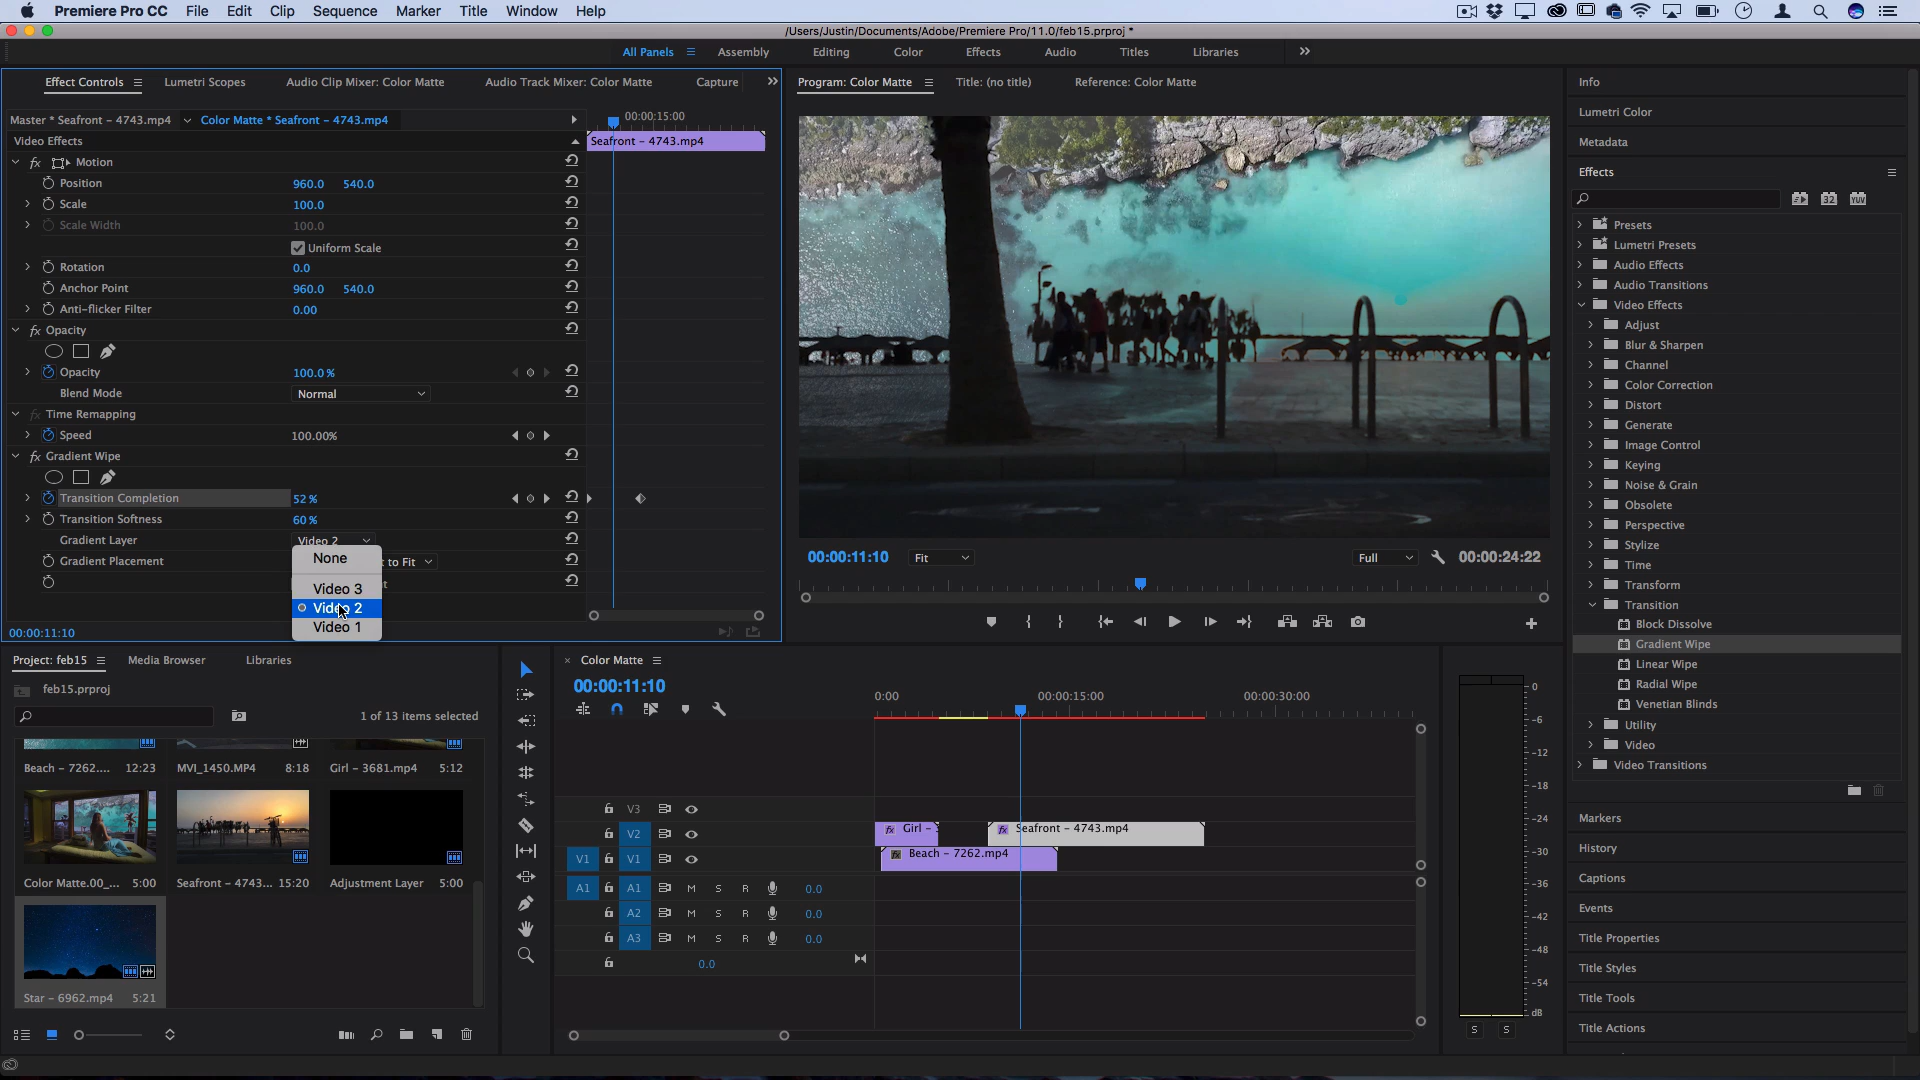 Premiere Pro CC File Edit Clip Sequence Marker Title Window Help
/Users/Justin/Documents/Adobe/Premiere Pro/11.0/feb15.prproj *
All Panels Assembly Editing Color Effects Audio Titles Libraries
Effect Controls Lumetri Scopes Audio Clip Mixer: Color Matte Audio Track Mixer: Color Matte Capture
Master * Seafront - 4743.mp4 Color Matte * Seafront - 4743.mp4
00:00:15:00
Video Effects
Seafront - 4743.mp4
fx Motion
Position 960.0 540.0
Scale 100.0
Scale Width 100.0
Uniform Scale
Rotation 0.0
Anchor Point 960.0 540.0
Anti-flicker Filter 0.00
fx Opacity
Opacity 100.0 %
Blend Mode Normal
fx Time Remapping
Speed 100.00%
fx Gradient Wipe
Transition Completion 52 %
Transition Softness 60 %
Gradient Layer Video 2
Gradient Placement to Fit
None
Video 3
Video 2
Video 1
00:00:11:10
Program: Color Matte Title: (no title) Reference: Color Matte
00:00:11:10 Fit Full 00:00:24:22
Info
Lumetri Color
Metadata
Effects
32 YUV
Presets
Lumetri Presets
Audio Effects
Audio Transitions
Video Effects
Adjust
Blur & Sharpen
Channel
Color Correction
Distort
Generate
Image Control
Keying
Noise & Grain
Obsolete
Perspective
Stylize
Time
Transform
Transition
Block Dissolve
Gradient Wipe
Linear Wipe
Radial Wipe
Venetian Blinds
Utility
Video
Video Transitions
Markers
History
Captions
Events
Title Properties
Title Styles
Title Tools
Title Actions
Project: feb15 Media Browser Libraries
feb15.prproj
1 of 13 items selected
Beach - 7262.... 12:23 MVI_1450.MP4 8:18 Girl - 3681.mp4 5:12
Color Matte.00_... 5:00 Seafront - 4743... 15:20 Adjustment Layer 5:00
Star - 6962.mp4 5:21
× Color Matte
00:00:11:10
0:00 00:00:15:00 00:00:30:00
V3
V2 fx Girl - fx Seafront - 4743.mp4
V1 V1 fx Beach - 7262.mp4
A1 A1 M S R 0.0
A2 M S R 0.0
A3 M S R 0.0
0.0
0
-6
-12
-18
-24
-30
-36
-42
-48
-54
dB
S S